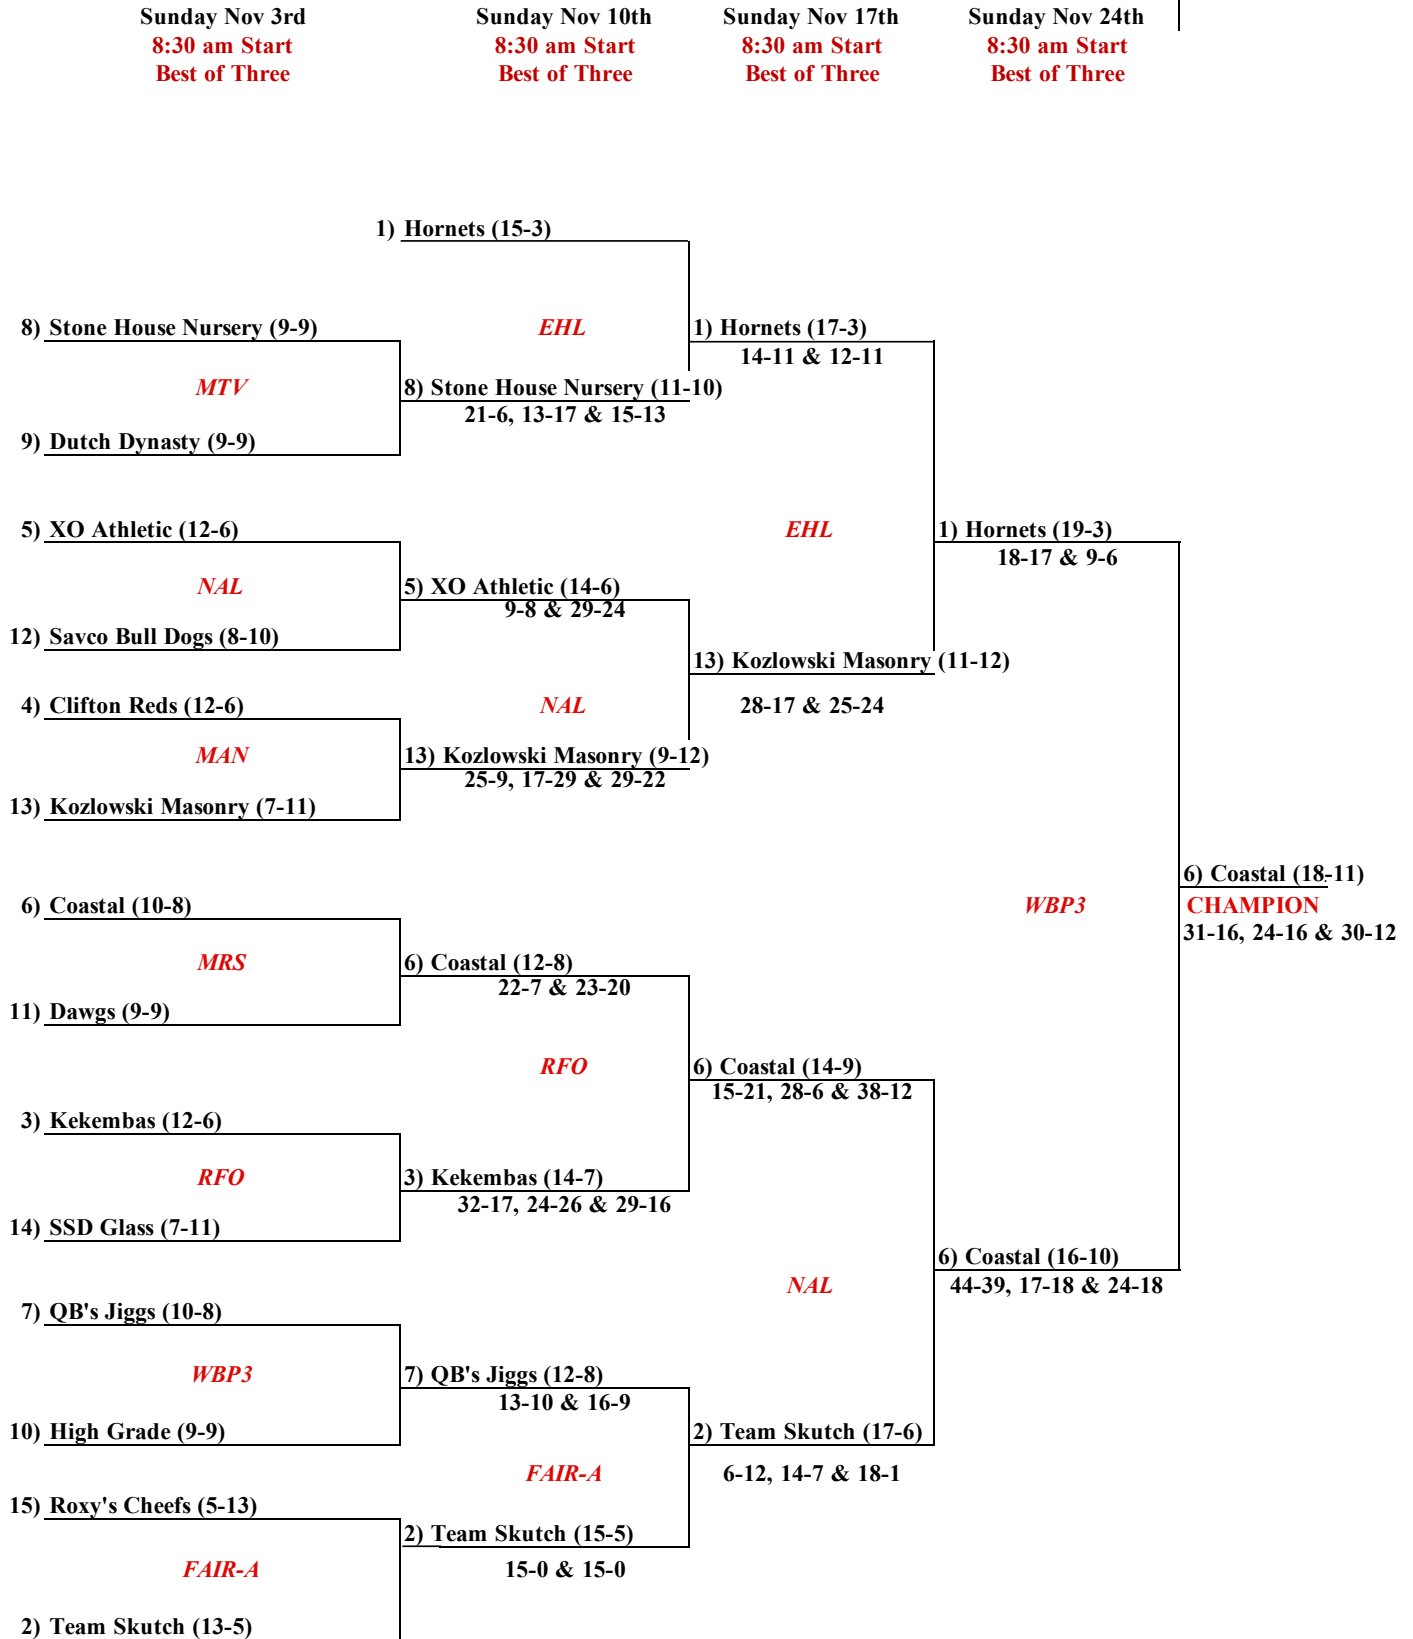 Sunday Nov 3rd Sunday Nov 10th Sunday Nov 17th Sunday Nov 24th
8:30 am Start 8:30 am Start 8:30 am Start 8:30 am Start
Best of Three Best of Three Best of Three Best of Three
1) Hornets (15-3)
8) Stone House Nursery (9-9) EHL 1) Hornets (17-3)
14-11 & 12-11
MTV 8) Stone House Nursery (11-10)
21-6, 13-17 & 15-13
9) Dutch Dynasty (9-9)
5) XO Athletic (12-6) EHL 1) Hornets (19-3)
18-17 & 9-6
NAL 5) XO Athletic (14-6)
9-8 & 29-24
12) Savco Bull Dogs (8-10)
13) Kozlowski Masonry (11-12)
4) Clifton Reds (12-6) NAL 28-17 & 25-24
MAN 13) Kozlowski Masonry (9-12)
25-9, 17-29 & 29-22
13) Kozlowski Masonry (7-11)
6) Coastal (18-11)
6) Coastal (10-8) WBP3 CHAMPION
31-16, 24-16 & 30-12
MRS 6) Coastal (12-8)
22-7 & 23-20
11) Dawgs (9-9)
RFO 6) Coastal (14-9)
15-21, 28-6 & 38-12
3) Kekembas (12-6)
RFO 3) Kekembas (14-7)
32-17, 24-26 & 29-16
14) SSD Glass (7-11)
6) Coastal (16-10)
NAL 44-39, 17-18 & 24-18
7) QB's Jiggs (10-8)
WBP3 7) QB's Jiggs (12-8)
13-10 & 16-9
10) High Grade (9-9) 2) Team Skutch (17-6)
FAIR-A 6-12, 14-7 & 18-1
15) Roxy's Cheefs (5-13)
2) Team Skutch (15-5)
FAIR-A 15-0 & 15-0
2) Team Skutch (13-5)